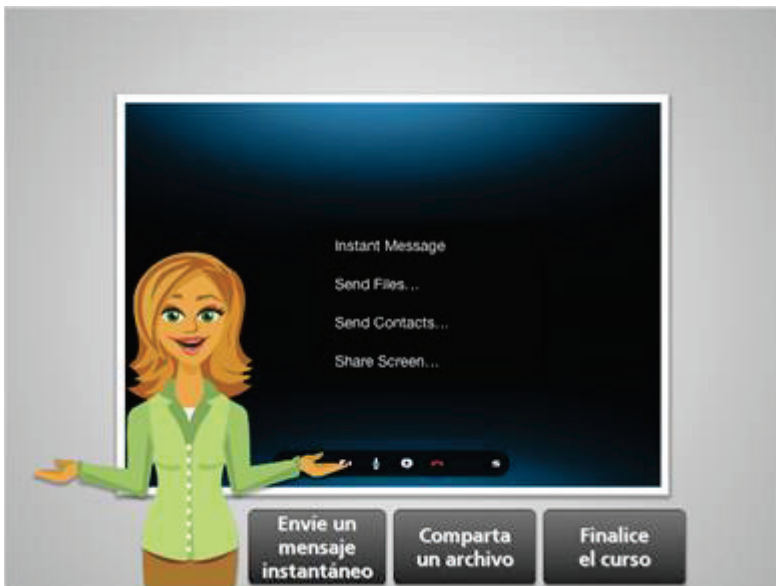 Instant Message
Send Files...
Send Contacts...
Share Screen...
Envíe un
mensaje
instantáneo
Comparta
un archivo
Finalice
el curso